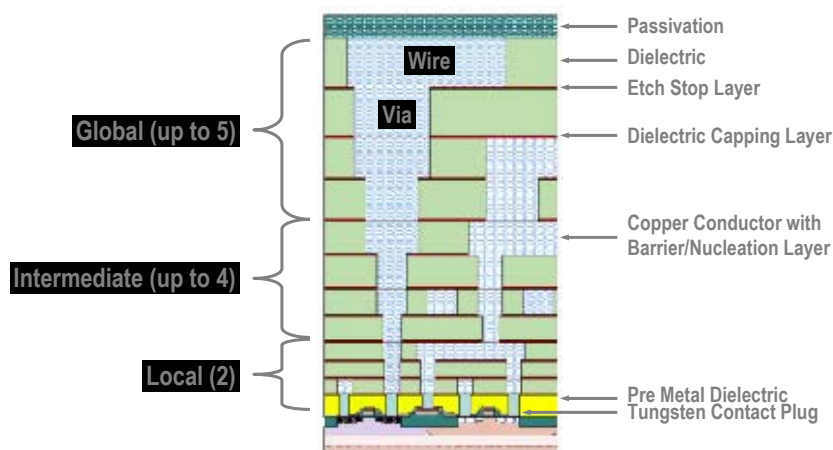 Passivation
Wire
Dielectric
Etch Stop Layer
Via
Global (up to 5)
Dielectric Capping Layer
Copper Conductor with
Barrier/Nucleation Layer
Intermediate (up to 4)
Local (2)
Pre Metal Dielectric
Tungsten Contact Plug